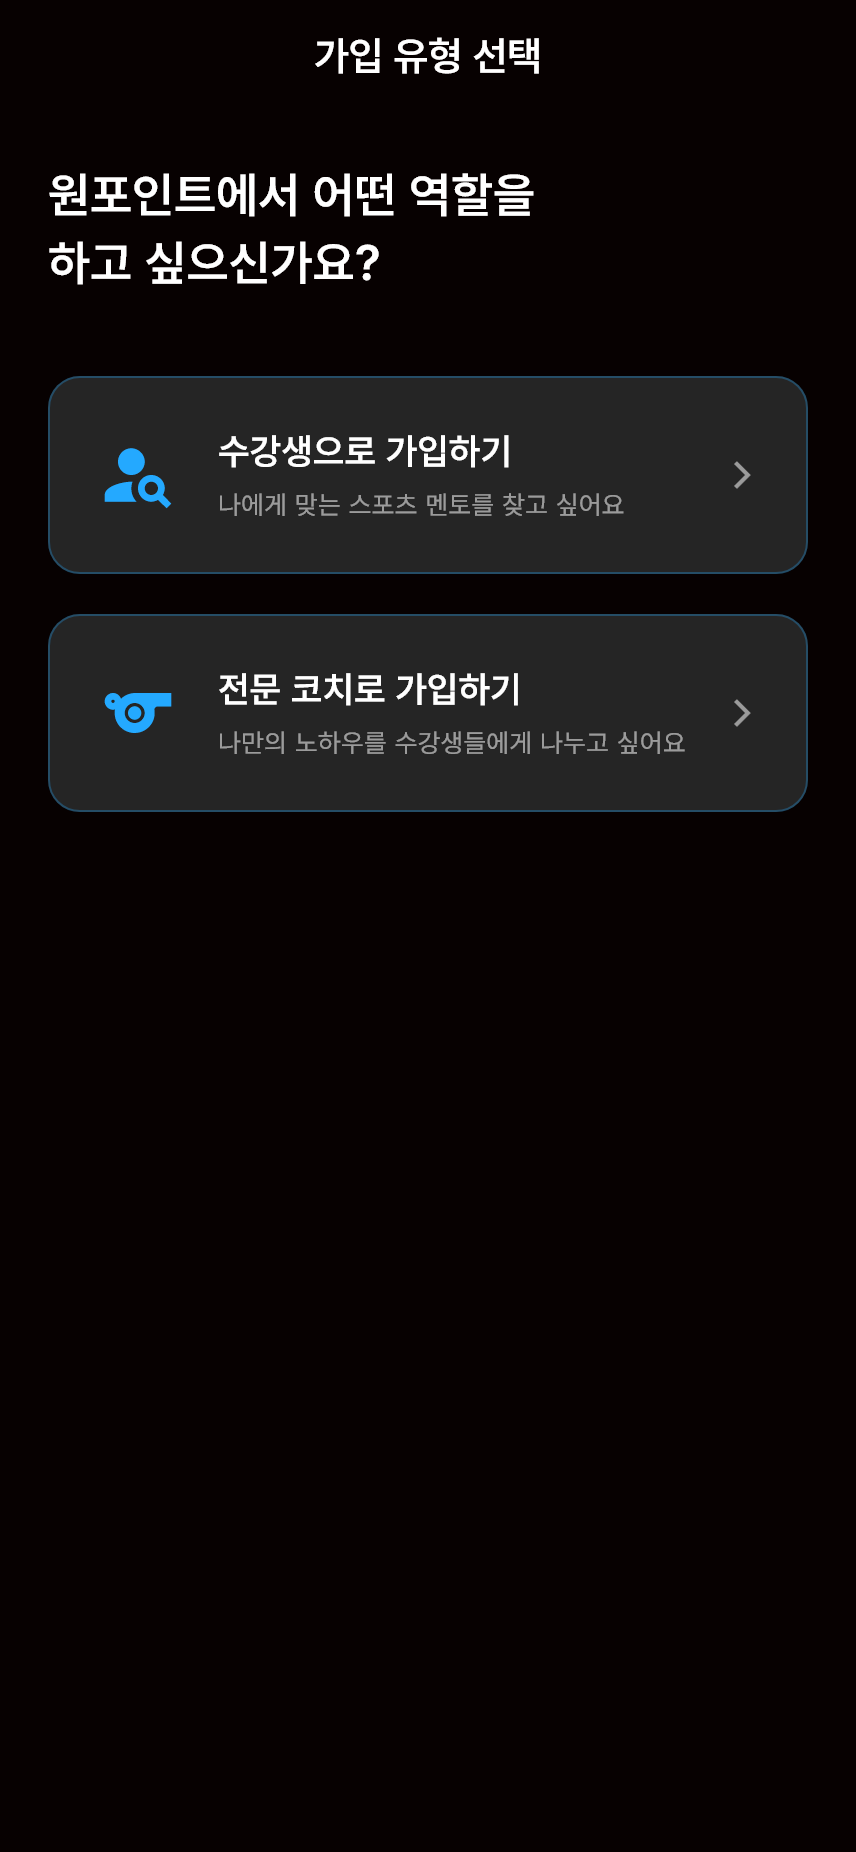 가입 유형 선택
원포인트에서 어떤 역할을
하고 싶으신가요?
수강생으로 가입하기
나에게 맞는 스포츠 멘토를 찾고 싶어요
전문 코치로 가입하기
나만의 노하우를 수강생들에게 나누고 싶어요